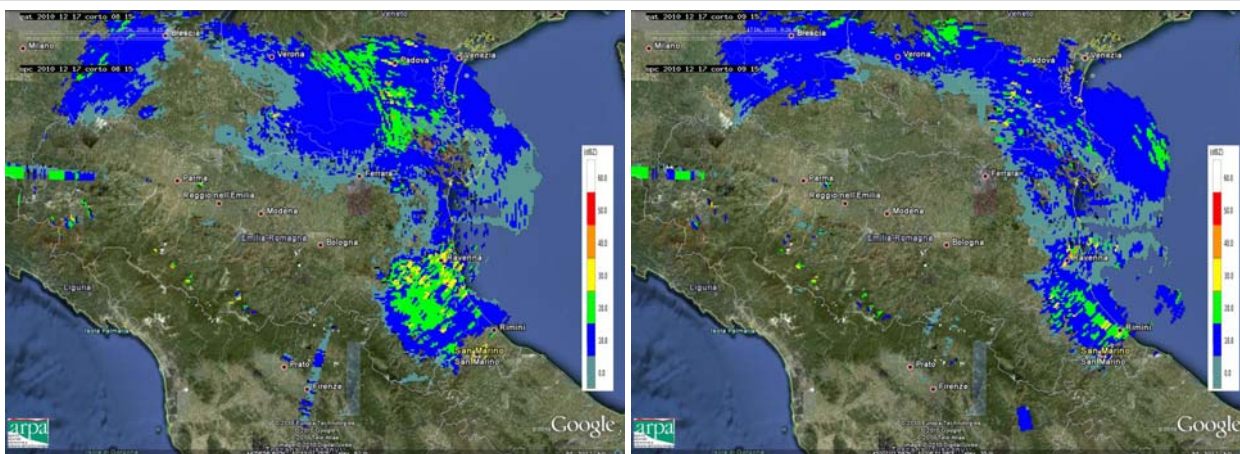 gat 2010 12 17 corto 08 15
Veneto
Brescia
Milano
Verona
Padova
Venezia
mpc 2010 12 17 corto 08 15
(dBZ)
60.0
50.0
40.0
30.0
20.0
10.0
0.0
Ferrara
Parma
Reggio nell'Emilia
Modena
Emilia-Romagna
Bologna
Ravenna
Liguria
Rimini
San Marino
San Marino
Prato
Firenze
arpa
Google
gat 2010 12 17 corto 09 15
Veneto
Brescia
Milano
Verona
Padova
Venezia
mpc 2010 12 17 corto 09 15
(dBZ)
60.0
50.0
40.0
30.0
20.0
10.0
0.0
Ferrara
Parma
Reggio nell'Emilia
Modena
Emilia-Romagna
Bologna
Ravenna
Liguria
Rimini
San Marino
San Marino
Prato
Firenze
arpa
Google